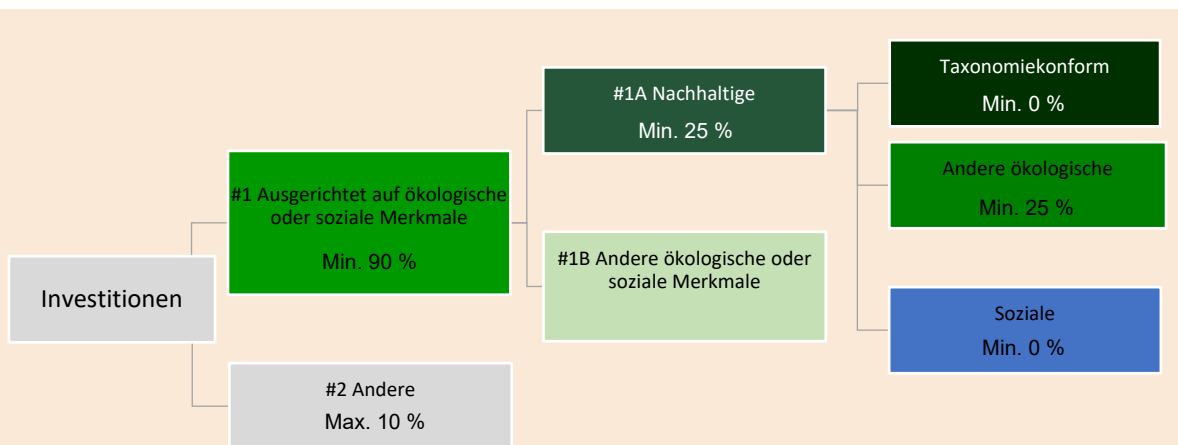 Investitionen
#1 Ausgerichtet auf ökologische
oder soziale Merkmale
Min. 90 %
#2 Andere
Max. 10 %
#1A Nachhaltige
Min. 25 %
#1B Andere ökologische oder
soziale Merkmale
Taxonomiekonform
Min. 0 %
Andere ökologische
Min. 25 %
Soziale
Min. 0 %